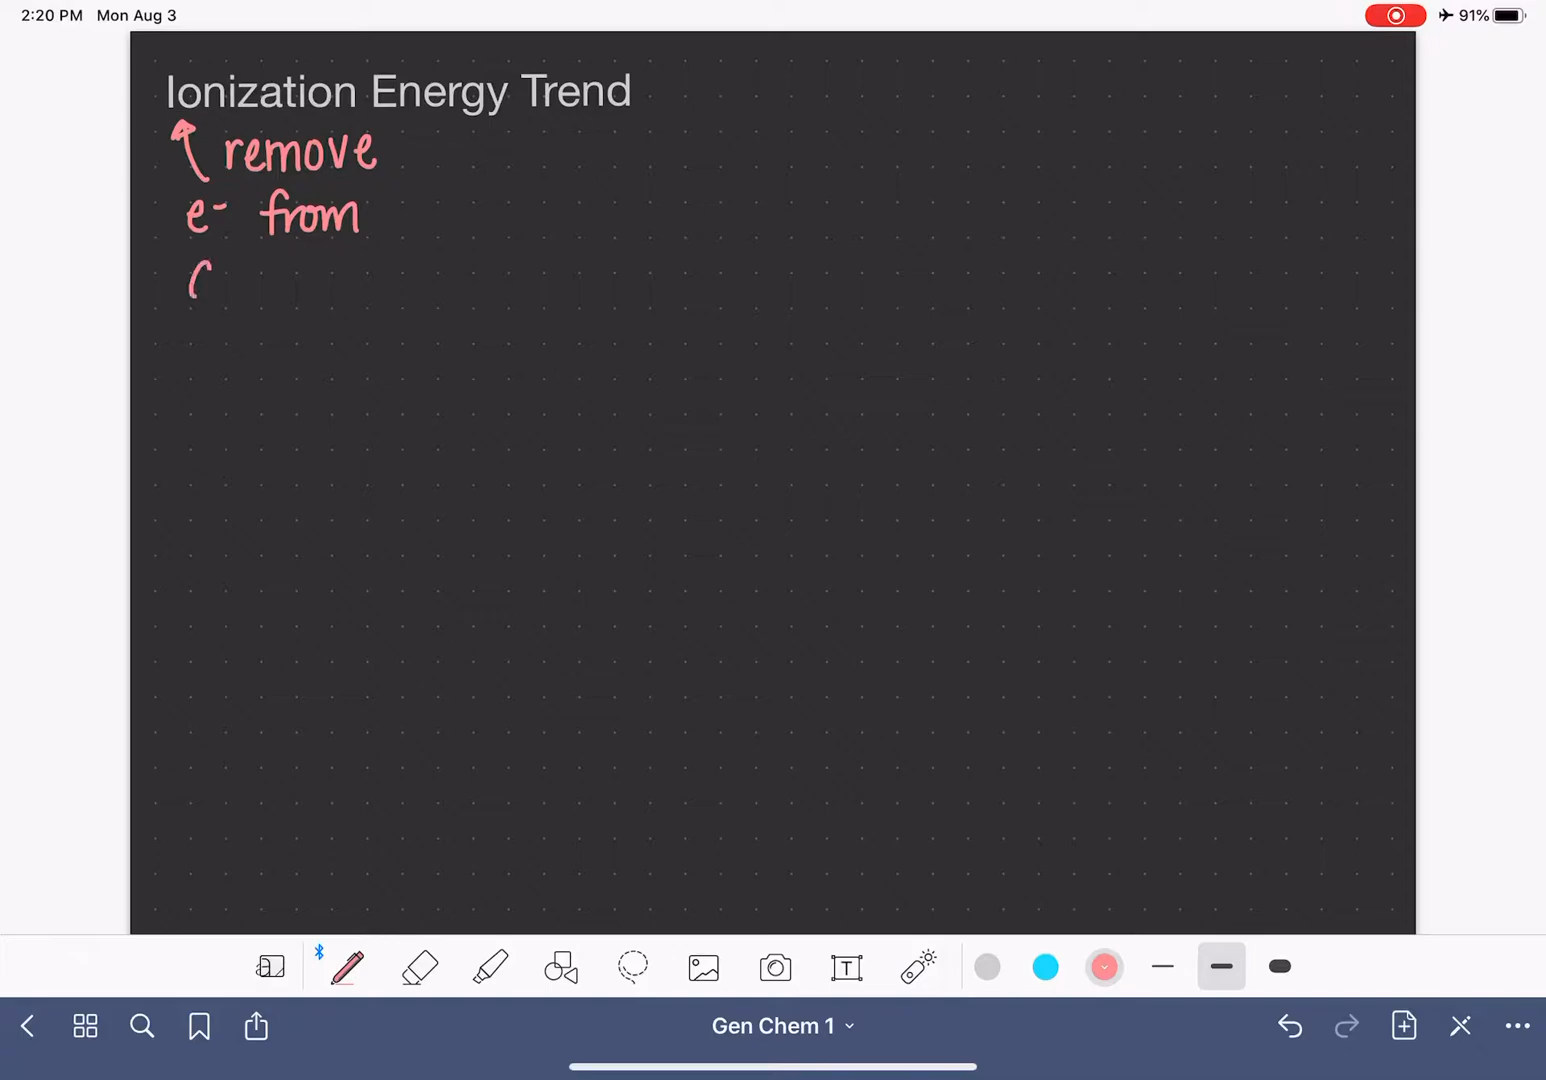 2:20 PM Mon Aug 3
91%
Ionization Energy Trend
remove
e- from
T
Gen Chem 1